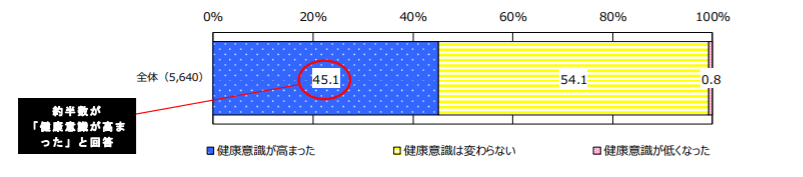 0% 20% 40% 60% 80% 100%
全体（5,640） 45.1 54.1 0.8
約半数が
「健康意識が高ま
った」と回答
健康意識が高まった 健康意識は変わらない 健康意識が低くなった